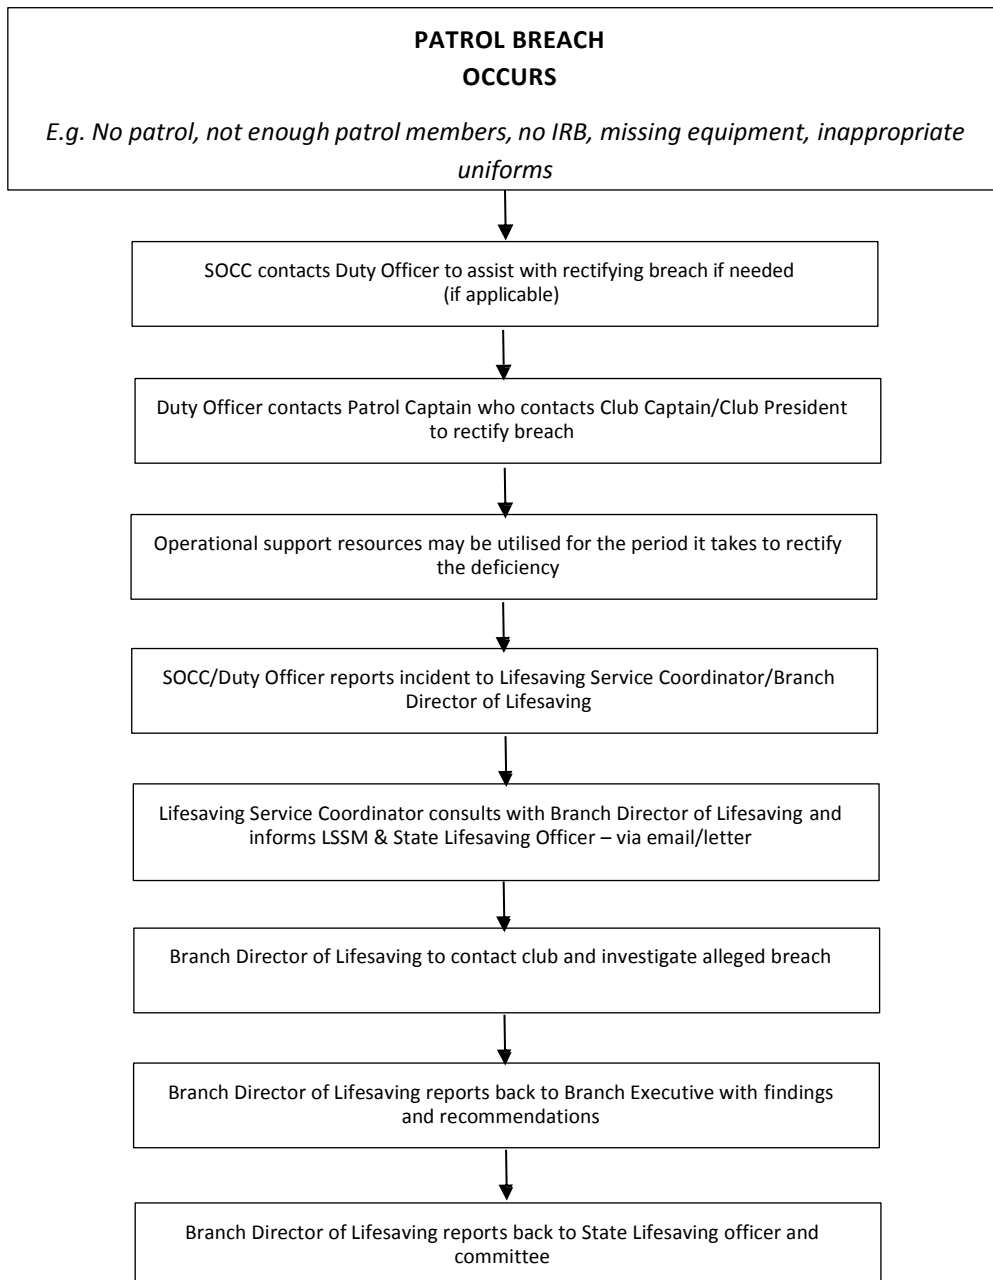 PATROL BREACH
OCCURS
E.g. No patrol, not enough patrol members, no IRB, missing equipment, inappropriate
uniforms
SOCC contacts Duty Officer to assist with rectifying breach if needed
(if applicable)
Duty Officer contacts Patrol Captain who contacts Club Captain/Club President
to rectify breach
Operational support resources may be utilised for the period it takes to rectify
the deficiency
SOCC/Duty Officer reports incident to Lifesaving Service Coordinator/Branch
Director of Lifesaving
Lifesaving Service Coordinator consults with Branch Director of Lifesaving and
informs LSSM & State Lifesaving Officer – via email/letter
Branch Director of Lifesaving to contact club and investigate alleged breach
Branch Director of Lifesaving reports back to Branch Executive with findings
and recommendations
Branch Director of Lifesaving reports back to State Lifesaving officer and
committee